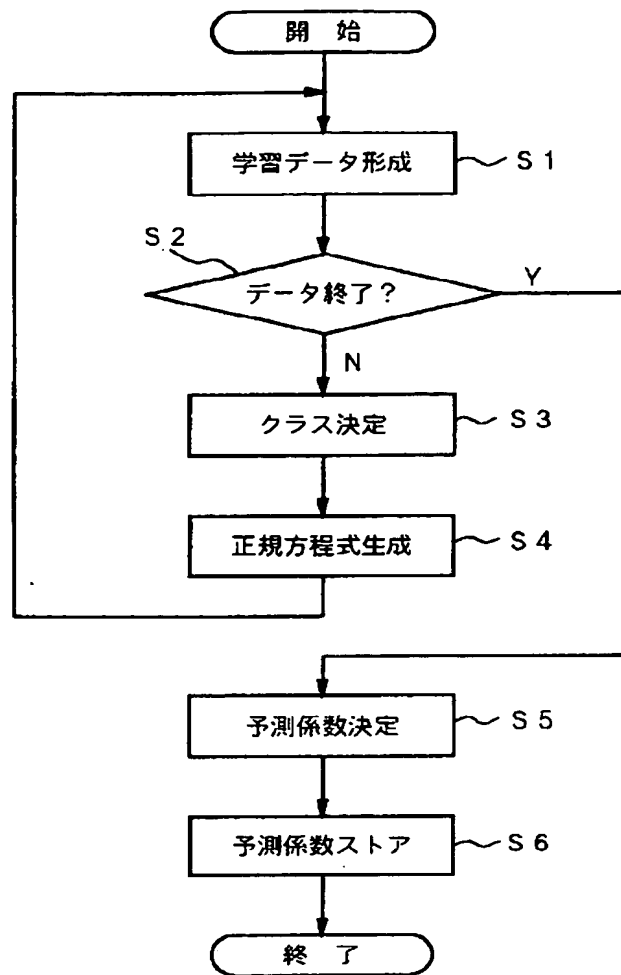 開 始
学習データ形成 S1
S2
データ終了? Y
N
クラス決定 S3
正規方程式生成 S4
予測係数決定 S5
予測係数ストア S6
終 了